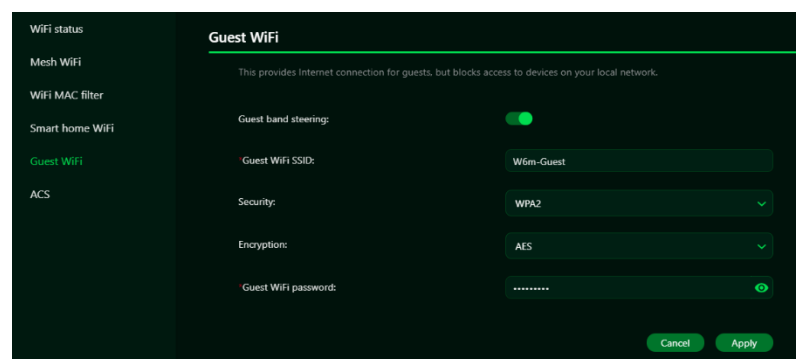 WiFi status
Mesh WiFi
WiFi MAC filter
Smart home WiFi
Guest WiFi
ACS
Guest WiFi
This provides Internet connection for guests, but blocks access to devices on your local network.
Guest band steering:
*Guest WiFi SSID: W6m-Guest
Security: WPA2
Encryption: AES
*Guest WiFi password: •••••••••
Cancel Apply